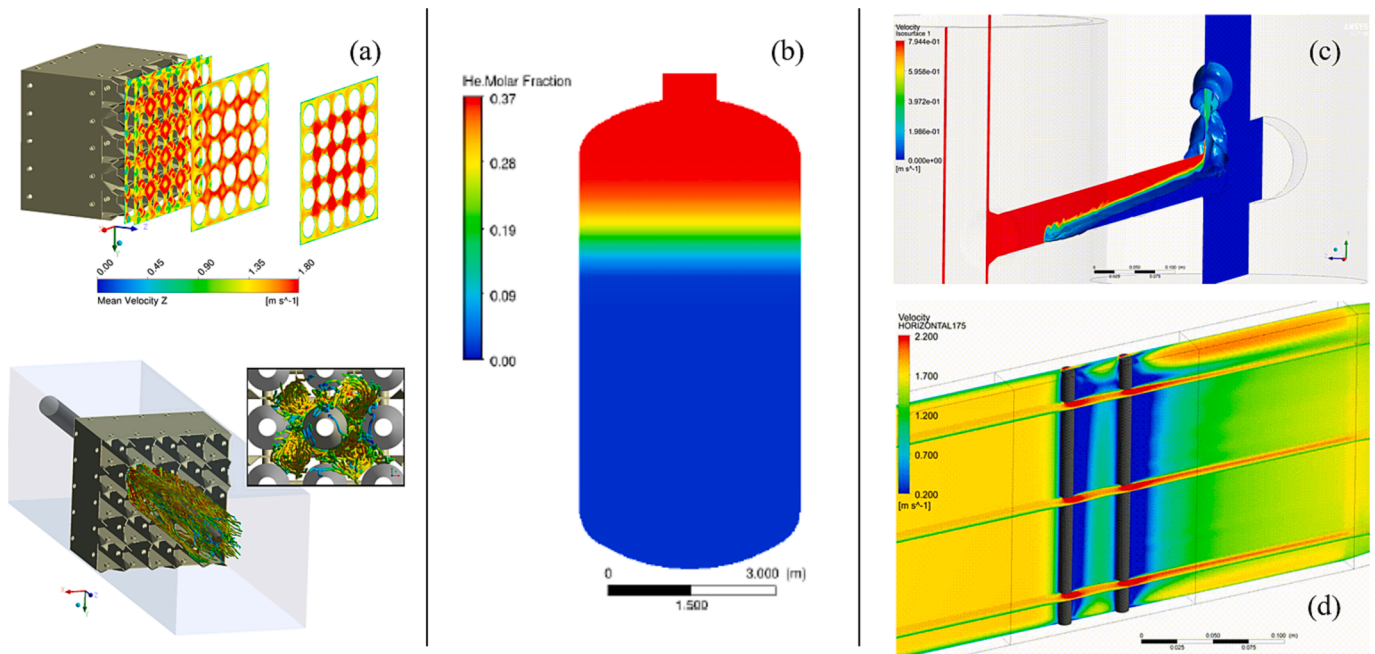 (a)
0.00
0.45
0.90
1.35
1.80
Mean Velocity Z
[m s^-1]
(b)
He.Molar Fraction
0.37
0.28
0.19
0.09
0.00
0
3.000 (m)
1.500
(c)
Velocity
Isosurface 1
7.944e-01
5.958e-01
3.972e-01
1.986e-01
0.000e+00
[m s^-1]
ANSYS
0
0.050
0.100 (m)
0.025
0.075
Velocity
HORIZONTAL175
2.200
1.700
1.200
0.700
0.200
[m s^-1]
(d)
0
0.050
0.100 (m)
0.025
0.075